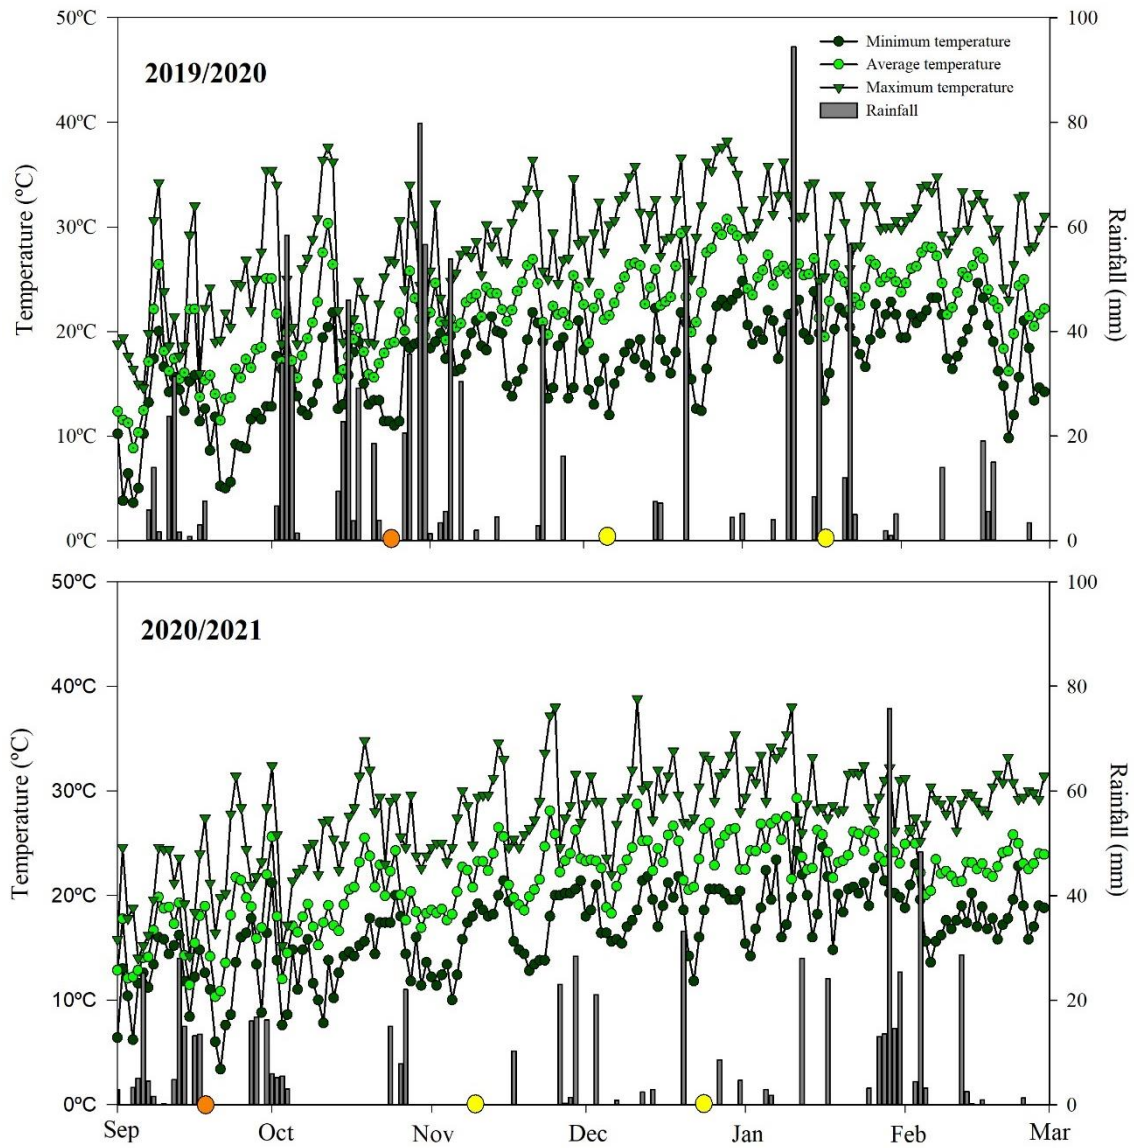 50ºC
100
2019/2020
Minimum temperature
Average temperature
Maximum temperature
Rainfall
40ºC
80
30ºC
60
Temperature (ºC)
Rainfall (mm)
20ºC
40
10ºC
20
0ºC
0
50ºC
100
2020/2021
40ºC
80
30ºC
60
Temperature (ºC)
Rainfall (mm)
20ºC
40
10ºC
20
0ºC
0
Sep Oct Nov Dec Jan Feb Mar